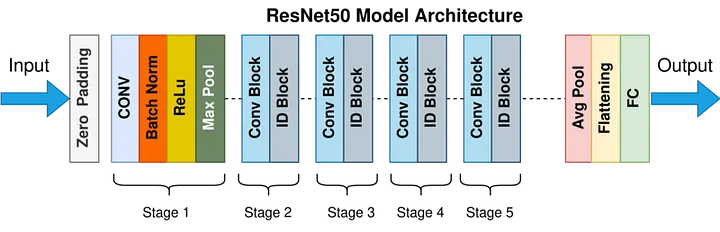 ResNet50 Model Architecture
Input
Zero Padding
CONV
Batch Norm
ReLu
Max Pool
Conv Block
ID Block
Conv Block
ID Block
Conv Block
ID Block
Conv Block
ID Block
Avg Pool
Flattening
FC
Output
Stage 1
Stage 2
Stage 3
Stage 4
Stage 5